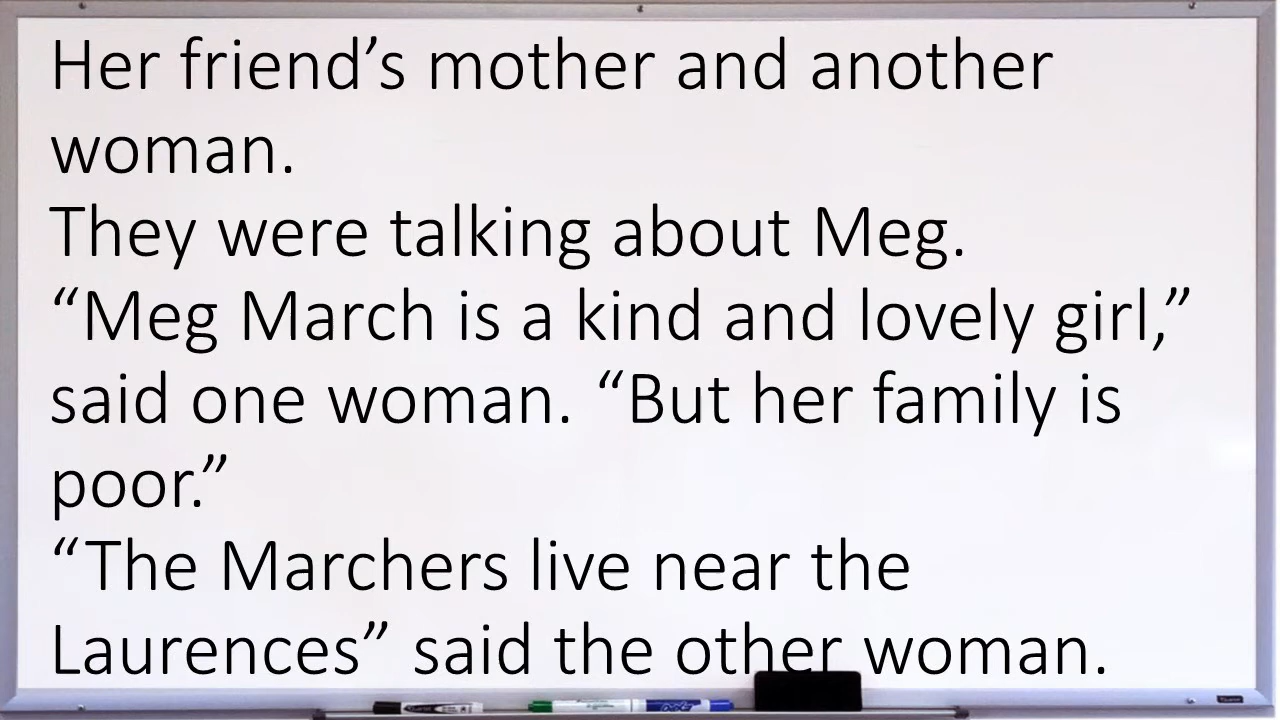 Her friend’s mother and another
woman.
They were talking about Meg.
“Meg March is a kind and lovely girl,”
said one woman. “But her family is
poor.”
“The Marchers live near the
Laurences” said the other woman.